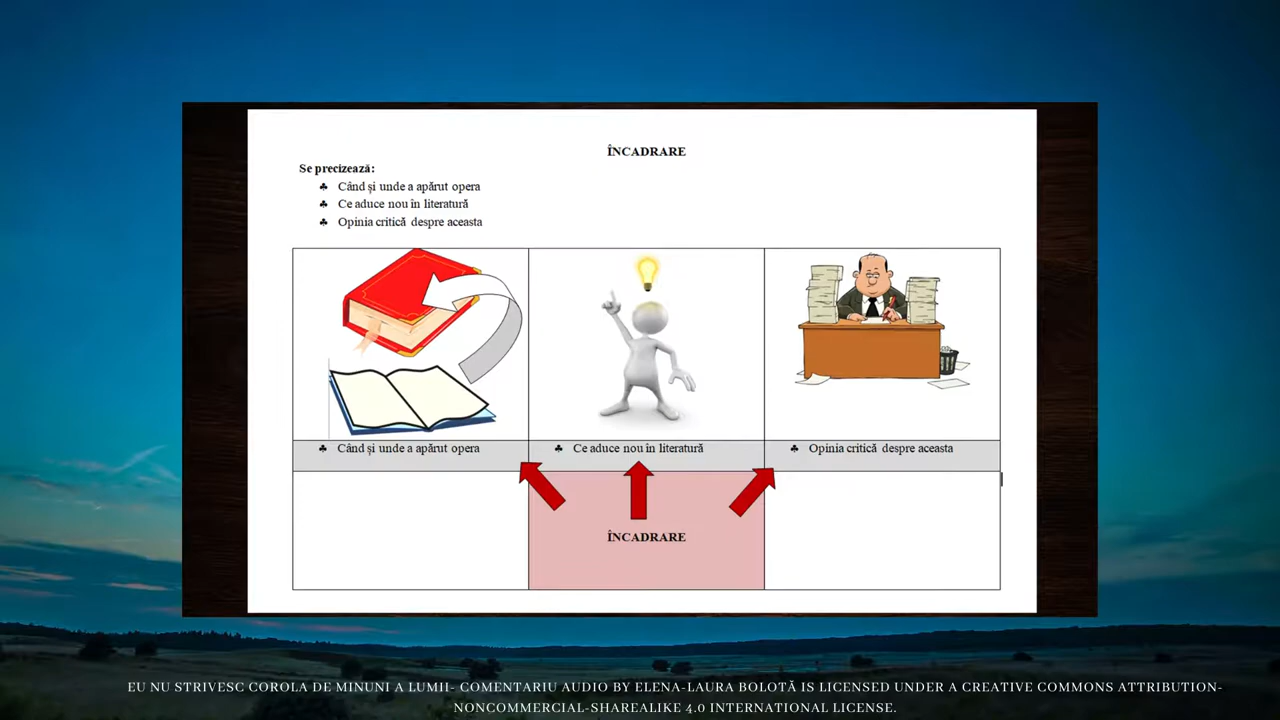 ÎNCADRARE
Se precizează:
♣ Când și unde a apărut opera
♣ Ce aduce nou în literatură
♣ Opinia critică despre aceasta
♣ Când și unde a apărut opera
♣ Ce aduce nou în literatură
♣ Opinia critică despre aceasta
ÎNCADRARE
EU NU STRIVESC COROLA DE MINUNI A LUMII- COMENTARIU AUDIO BY ELENA-LAURA BOLOTĂ IS LICENSED UNDER A CREATIVE COMMONS ATTRIBUTION-
NONCOMMERCIAL-SHAREALIKE 4.0 INTERNATIONAL LICENSE.